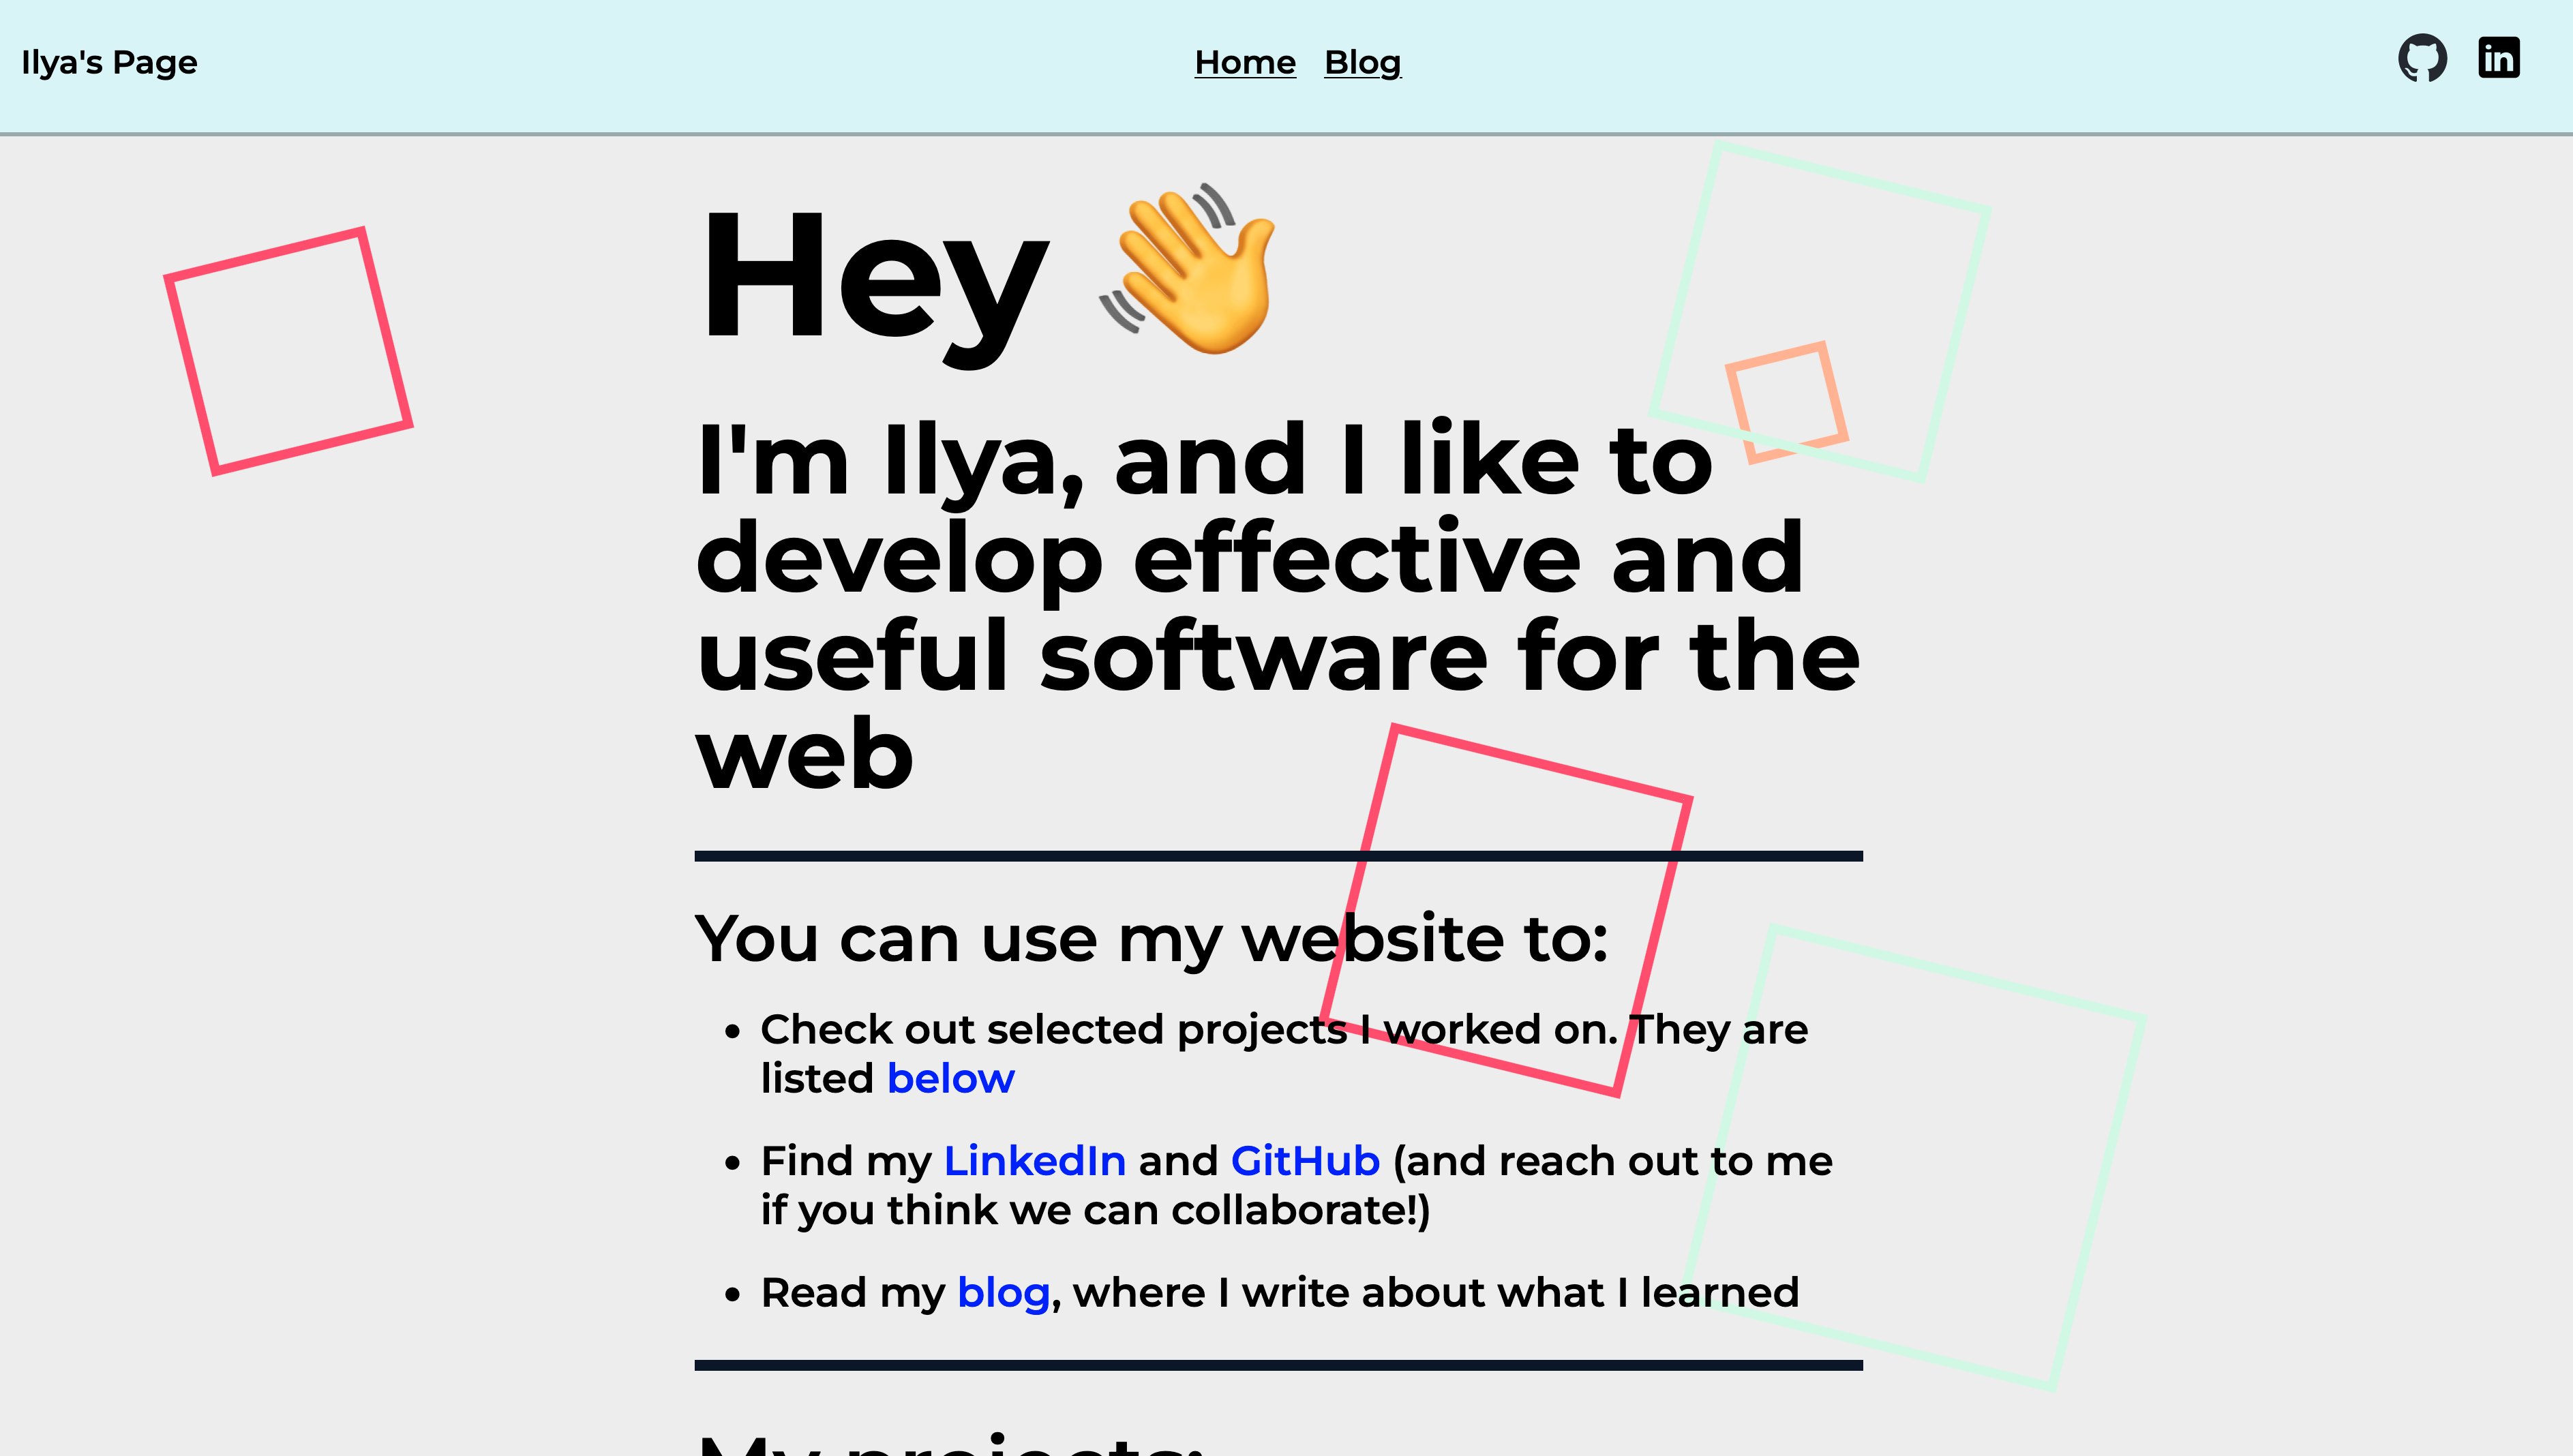 Ilya's Page
Home Blog
Hey 👋
I'm Ilya, and I like to
develop effective and
useful software for the
web
You can use my website to:
• Check out selected projects I worked on. They are
listed below
• Find my LinkedIn and GitHub (and reach out to me
if you think we can collaborate!)
• Read my blog, where I write about what I learned
My projects: